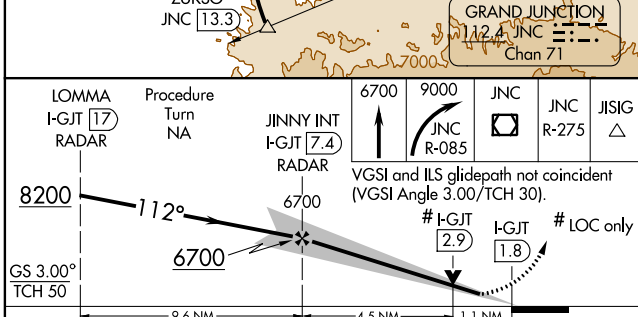 JNC 13.3
GRAND JUNCTION
112.4 JNC
Chan 71
7000
LOMMA
I-GJT 17
RADAR
Procedure
Turn
NA
JINNY INT
I-GJT 7.4
RADAR
6700
9000
JNC
R-085
JNC
JNC
R-275
JISIG
VGSI and ILS glidepath not coincident
(VGSI Angle 3.00/TCH 30).
8200
112°
6700
6700
# I-GJT
2.9
I-GJT
1.8
# LOC only
GS 3.00°
TCH 50
9.6 NM
4.5 NM
1.1 NM